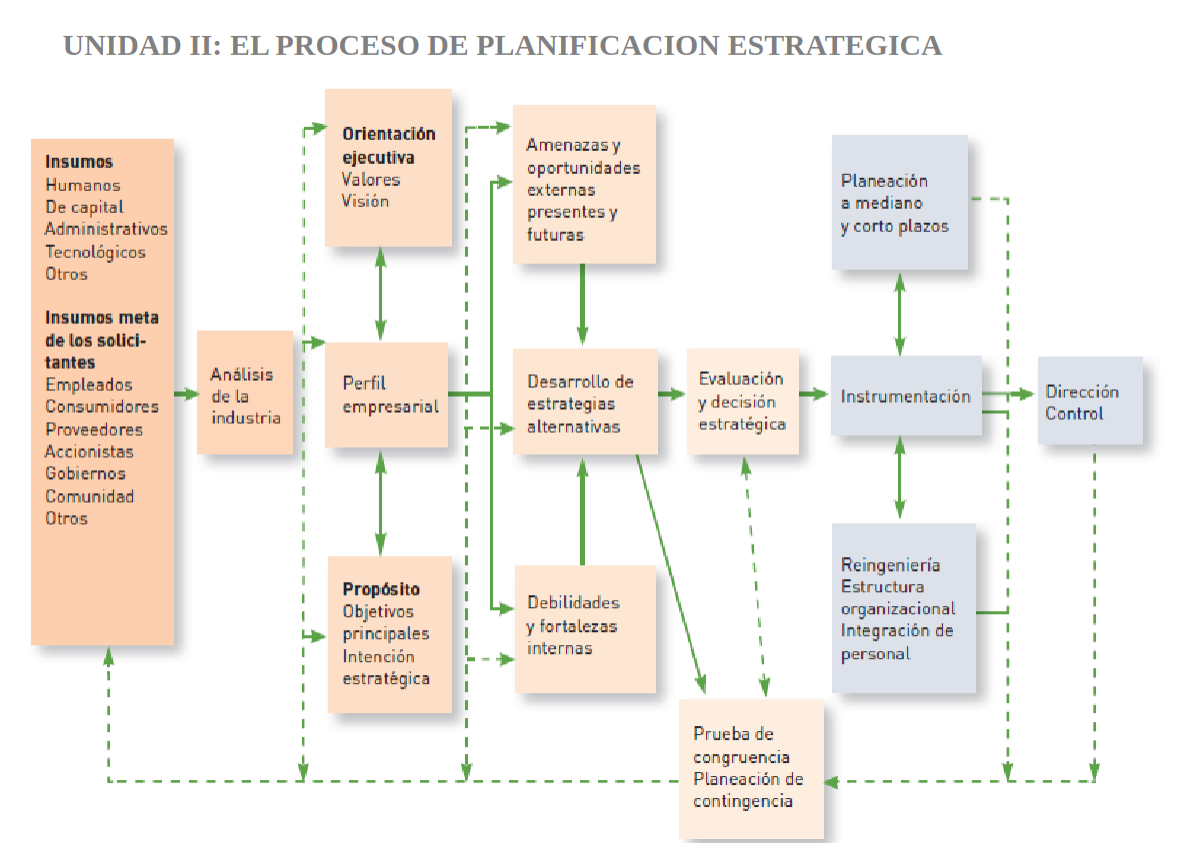 UNIDAD II: EL PROCESO DE PLANIFICACION ESTRATEGICA
Insumos
Humanos
De capital
Administrativos
Tecnológicos
Otros
Insumos meta
de los solici-
tantes
Empleados
Consumidores
Proveedores
Accionistas
Gobiernos
Comunidad
Otros
Análisis
de la
industria
Orientación
ejecutiva
Valores
Visión
Perfil
empresarial
Propósito
Objetivos
principales
Intención
estratégica
Amenazas y
oportunidades
externas
presentes y
futuras
Desarrollo de
estrategias
alternativas
Debilidades
y fortalezas
internas
Evaluación
y decisión
estratégica
Prueba de
congruencia
Planeación de
contingencia
Planeación
a mediano
y corto plazos
Instrumentación
Reingeniería
Estructura
organizacional
Integración de
personal
Dirección
Control